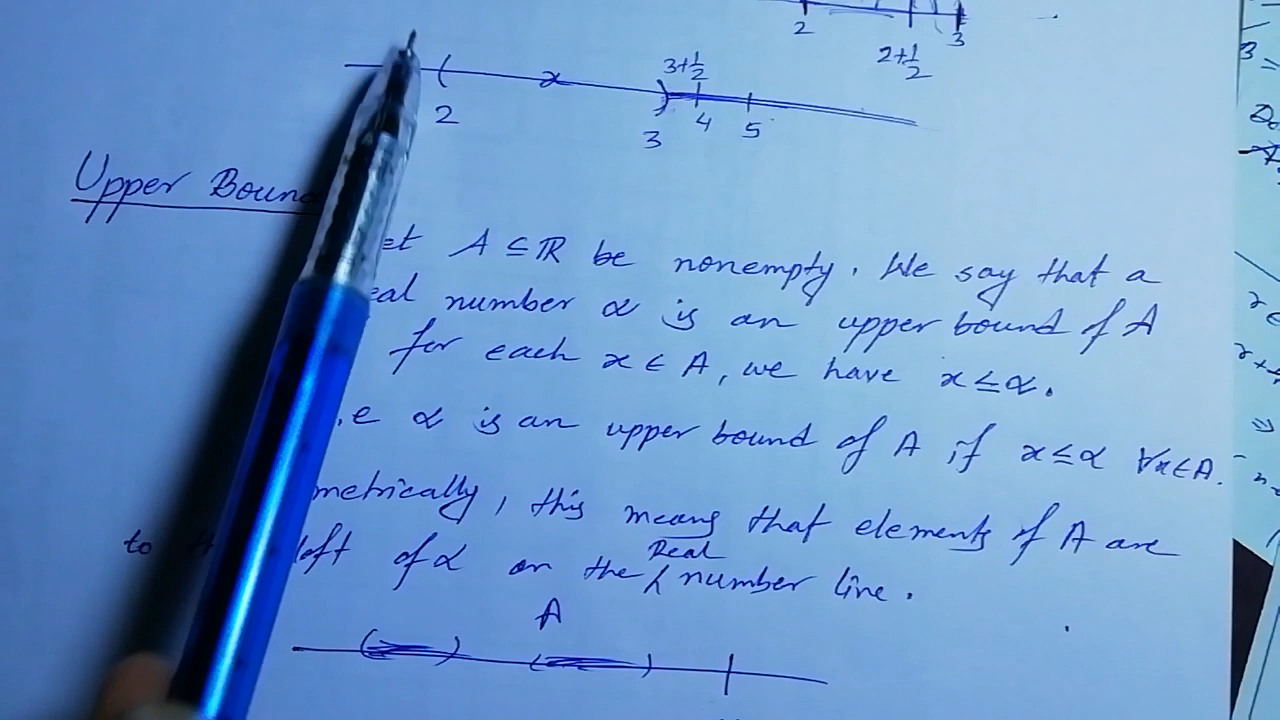 2 2+½ 3
3+½
2 3 4 5
Upper Boun
et A ⊆ ℝ be nonempty. We say that a
eal number α is an upper bound of A
for each x ∈ A, we have x ≤ α.
.e α is an upper bound of A if x ≤ α ∀x∈A.
metrically, this means that elements of A are
Real
to left of α on the ^ number line.
A